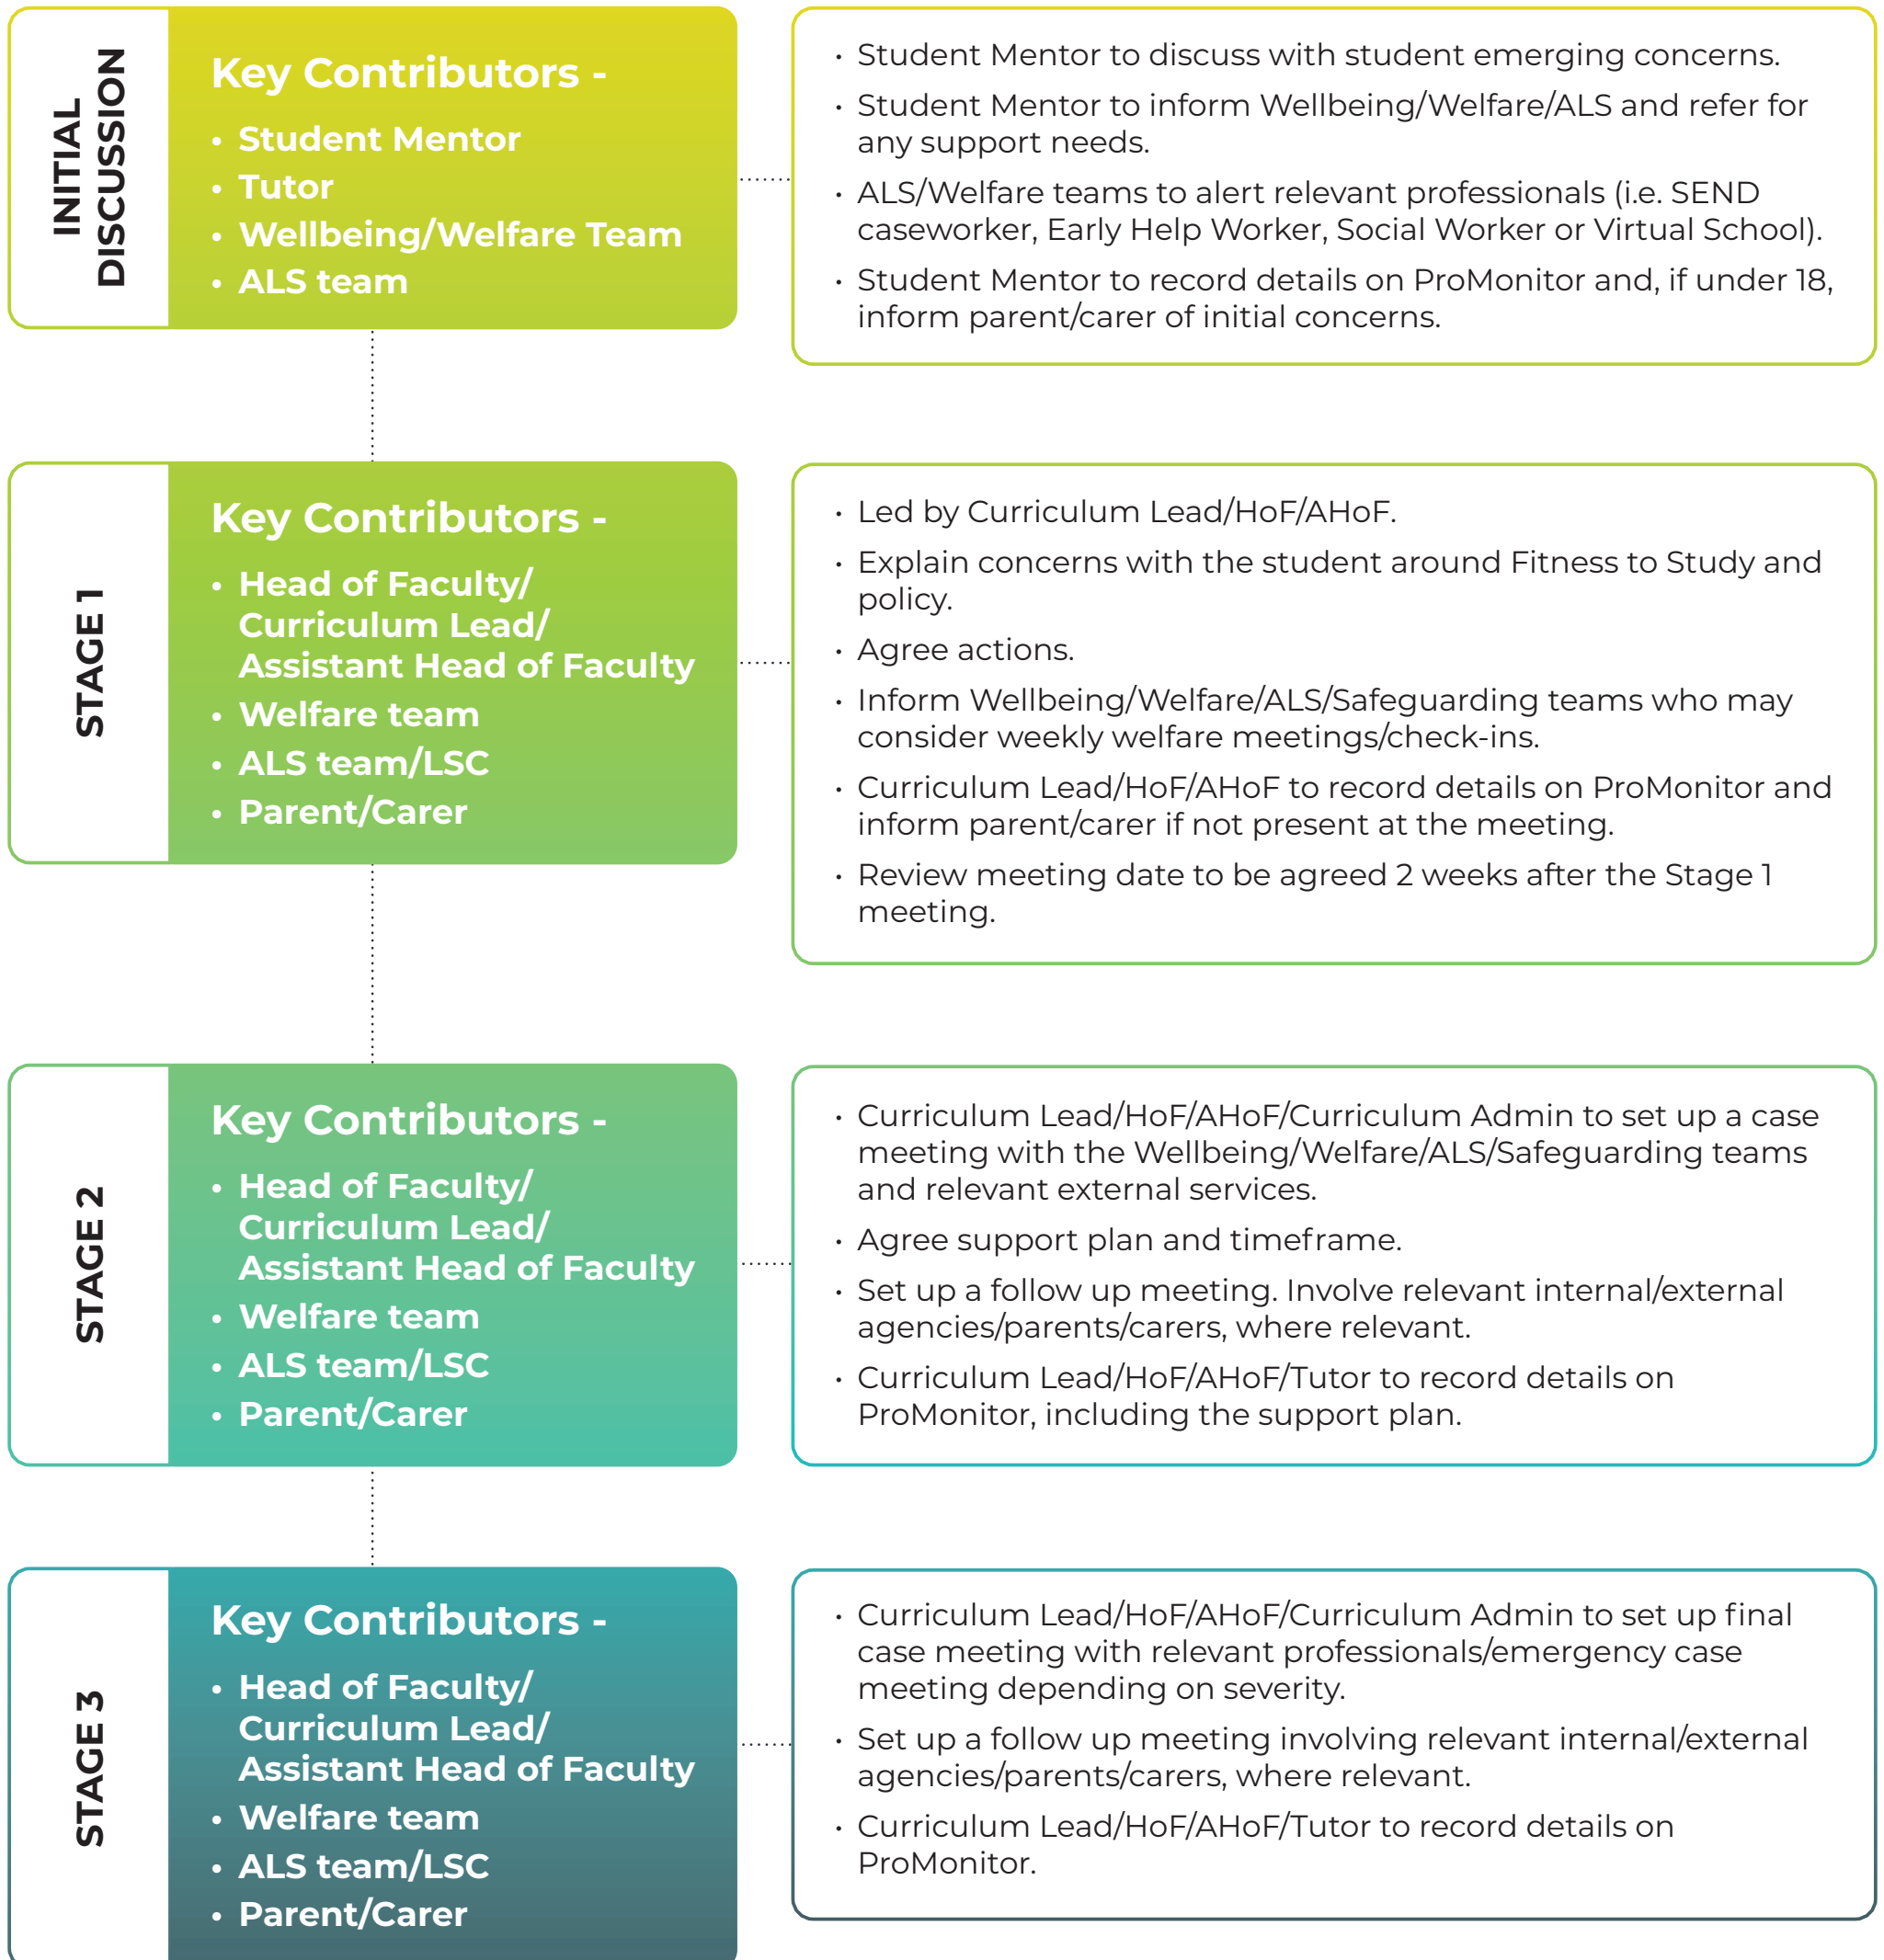 INITIAL
DISCUSSION
Key Contributors -
• Student Mentor
• Tutor
• Wellbeing/Welfare Team
• ALS team
• Student Mentor to discuss with student emerging concerns.
• Student Mentor to inform Wellbeing/Welfare/ALS and refer for
any support needs.
• ALS/Welfare teams to alert relevant professionals (i.e. SEND
caseworker, Early Help Worker, Social Worker or Virtual School).
• Student Mentor to record details on ProMonitor and, if under 18,
inform parent/carer of initial concerns.
STAGE 1
Key Contributors -
• Head of Faculty/
Curriculum Lead/
Assistant Head of Faculty
• Welfare team
• ALS team/LSC
• Parent/Carer
• Led by Curriculum Lead/HoF/AHoF.
• Explain concerns with the student around Fitness to Study and
policy.
• Agree actions.
• Inform Wellbeing/Welfare/ALS/Safeguarding teams who may
consider weekly welfare meetings/check-ins.
• Curriculum Lead/HoF/AHoF to record details on ProMonitor and
inform parent/carer if not present at the meeting.
• Review meeting date to be agreed 2 weeks after the Stage 1
meeting.
STAGE 2
Key Contributors -
• Head of Faculty/
Curriculum Lead/
Assistant Head of Faculty
• Welfare team
• ALS team/LSC
• Parent/Carer
• Curriculum Lead/HoF/AHoF/Curriculum Admin to set up a case
meeting with the Wellbeing/Welfare/ALS/Safeguarding teams
and relevant external services.
• Agree support plan and timeframe.
• Set up a follow up meeting. Involve relevant internal/external
agencies/parents/carers, where relevant.
• Curriculum Lead/HoF/AHoF/Tutor to record details on
ProMonitor, including the support plan.
STAGE 3
Key Contributors -
• Head of Faculty/
Curriculum Lead/
Assistant Head of Faculty
• Welfare team
• ALS team/LSC
• Parent/Carer
• Curriculum Lead/HoF/AHoF/Curriculum Admin to set up final
case meeting with relevant professionals/emergency case
meeting depending on severity.
• Set up a follow up meeting involving relevant internal/external
agencies/parents/carers, where relevant.
• Curriculum Lead/HoF/AHoF/Tutor to record details on
ProMonitor.